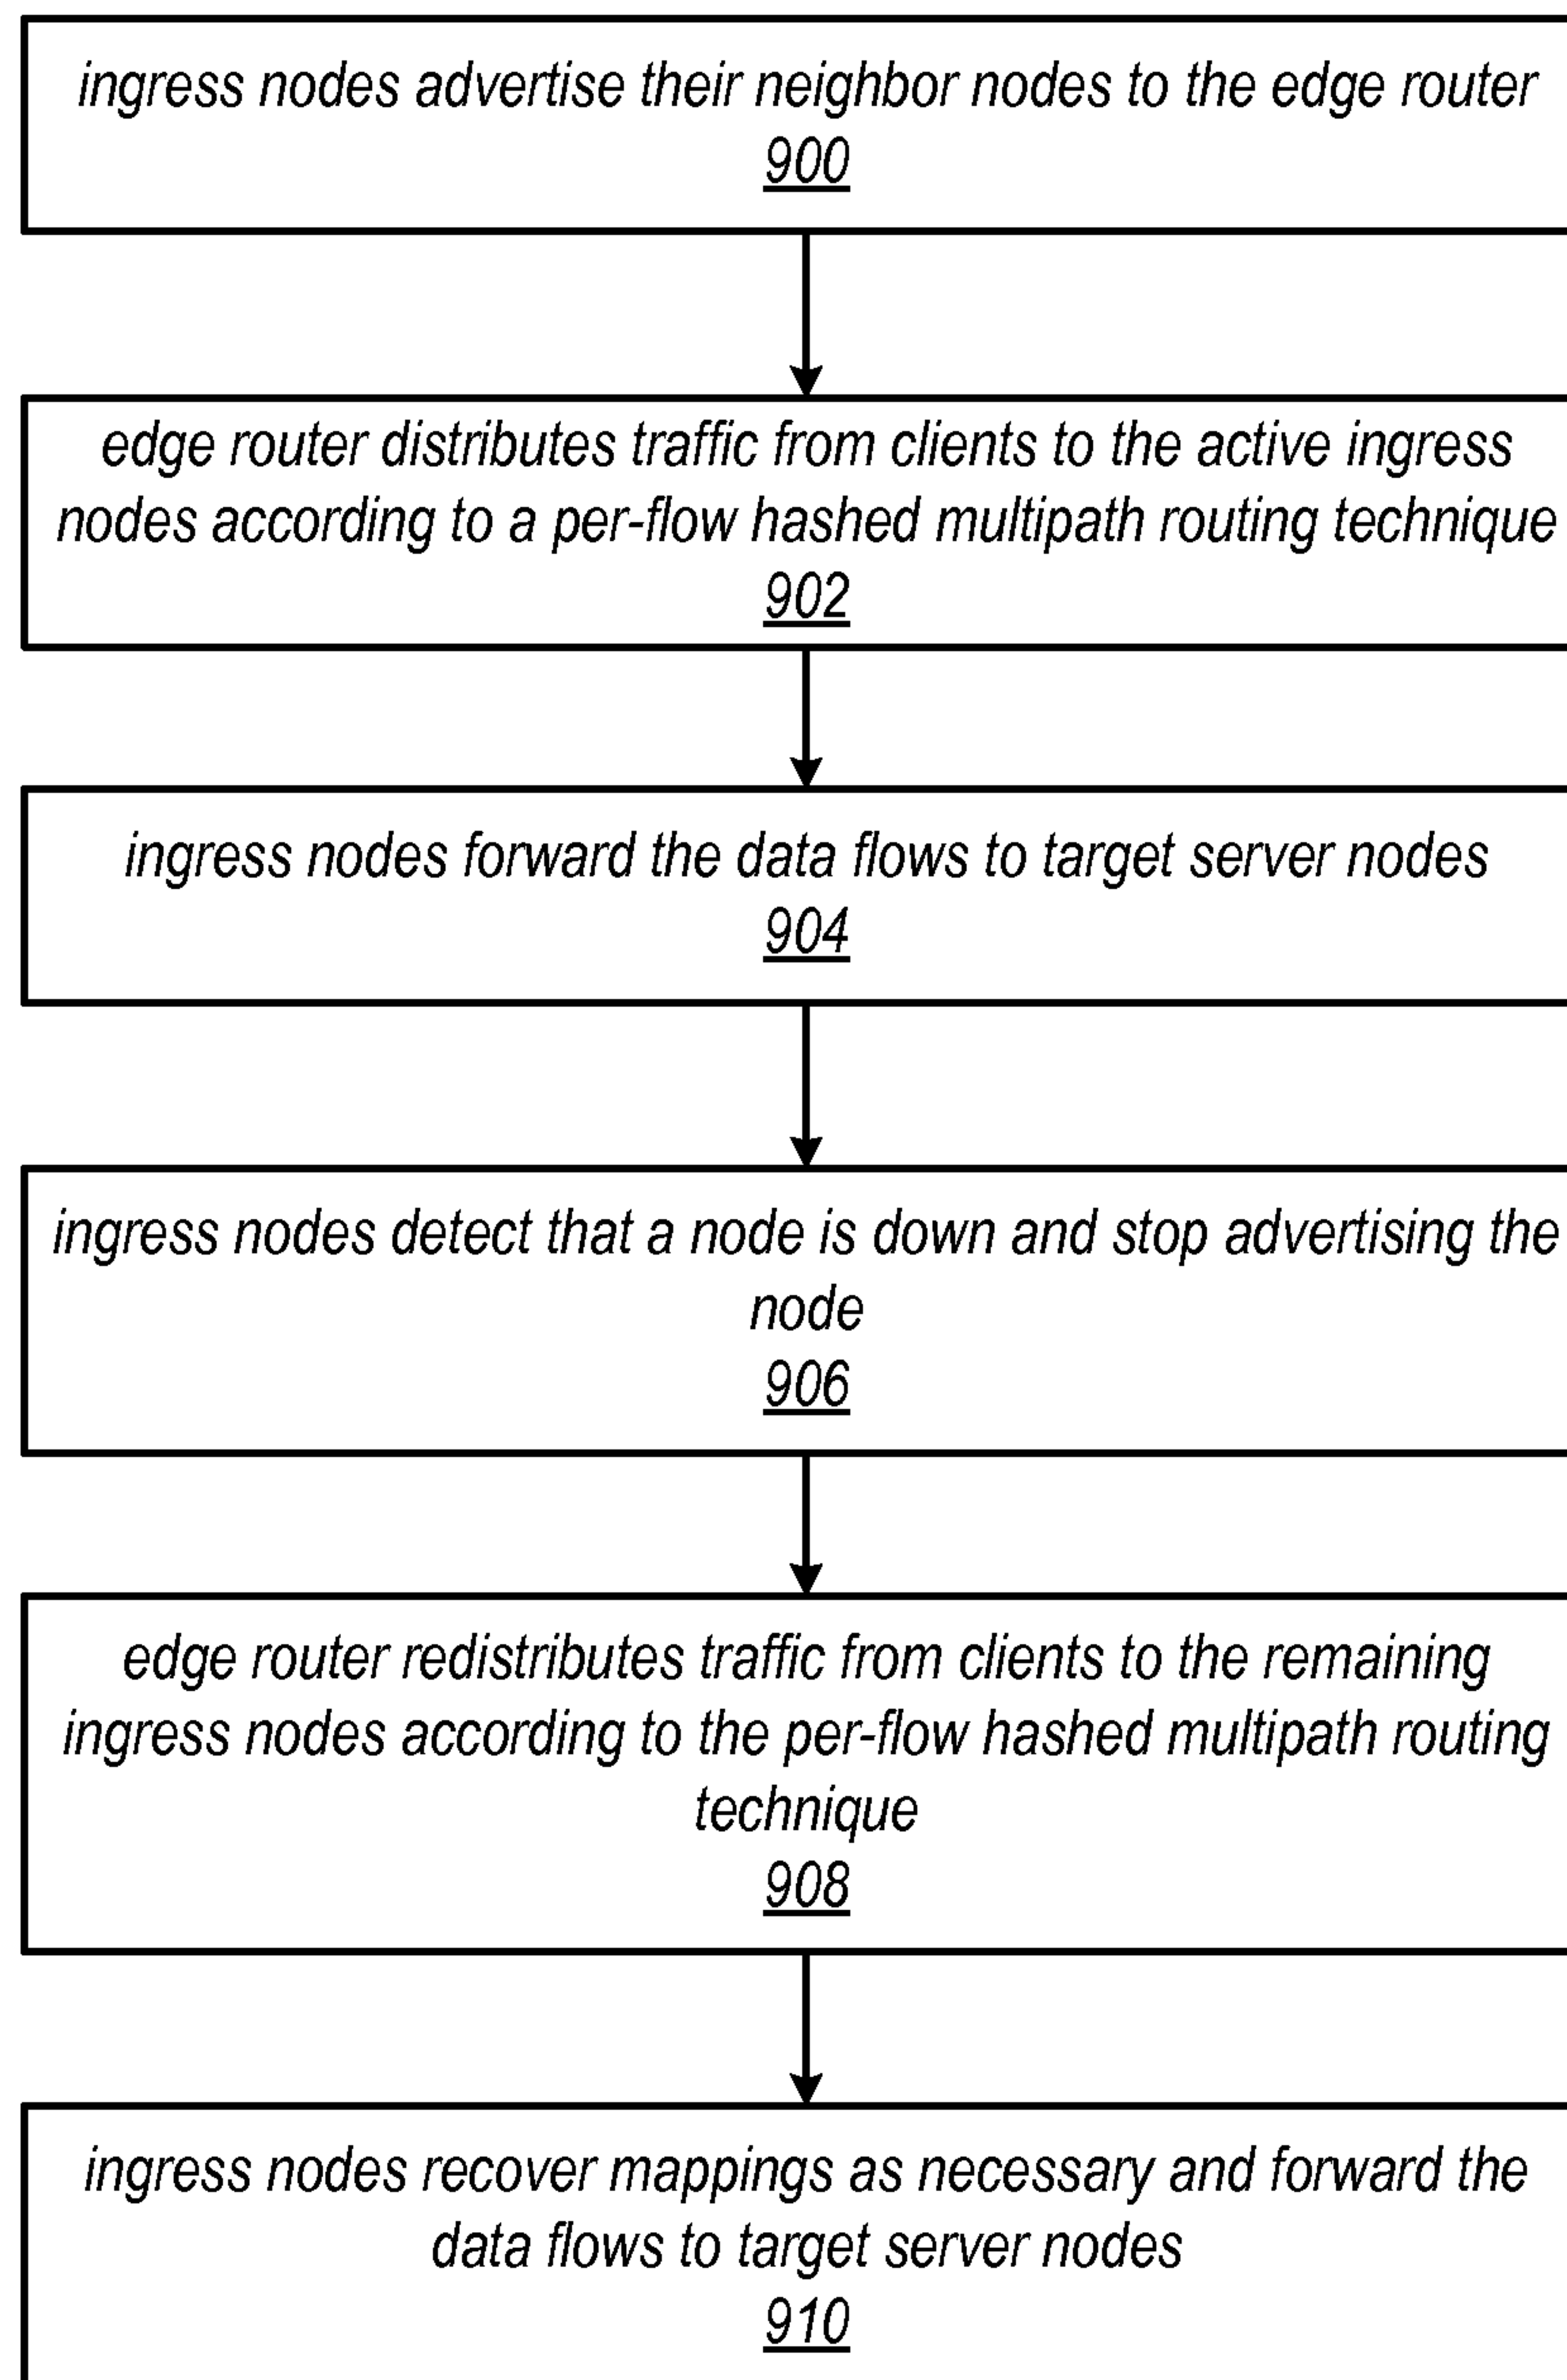 ingress nodes advertise their neighbor nodes to the edge router
900
edge router distributes traffic from clients to the active ingress
nodes according to a per-flow hashed multipath routing technique
902
ingress nodes forward the data flows to target server nodes
904
ingress nodes detect that a node is down and stop advertising the
node
906
edge router redistributes traffic from clients to the remaining
ingress nodes according to the per-flow hashed multipath routing
technique
908
ingress nodes recover mappings as necessary and forward the
data flows to target server nodes
910